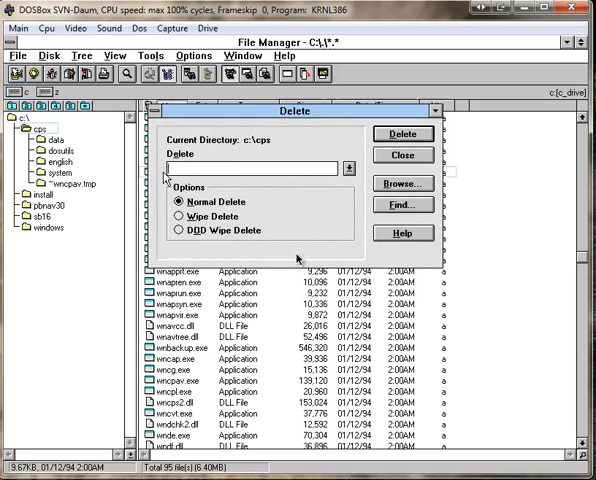 DOSBox SVN-Daum, CPU speed: max 100% cycles, Frameskip 0, Program: KRNL386
Main Cpu Video Sound Dos Capture Drive
File Manager - C:\.\*.*
File Disk Tree View Tools Options Window Help
c z c:[c_drive]
c:\
cps
data
dosutils
english
system
~wncpav.tmp
install
pbnav30
sb16
windows
Delete
Current Directory: c:\cps
Delete
Options
Normal Delete
Wipe Delete
DOD Wipe Delete
Delete
Close
Browse...
Find...
Help
wnapprt.exe Application 9,296 01/12/94 2:00AM a
wnapren.exe Application 10,096 01/12/94 2:00AM a
wnaprun.exe Application 9,232 01/12/94 2:00AM a
wnapsyn.exe Application 10,336 01/12/94 2:00AM a
wnapvir.exe Application 9,872 01/12/94 2:00AM a
wnavcc.dll DLL File 26,016 01/12/94 2:00AM a
wnavtree.dll DLL File 52,496 01/12/94 2:00AM a
wnbackup.exe Application 546,320 01/12/94 2:00AM a
wncap.exe Application 39,936 01/12/94 2:00AM a
wncg.exe Application 15,136 01/12/94 2:00AM a
wncpav.exe Application 139,120 01/12/94 2:00AM a
wncpl.exe Application 20,960 01/12/94 2:00AM a
wncps2.dll DLL File 153,024 01/12/94 2:00AM a
wncvt.exe Application 37,776 01/12/94 2:00AM a
wndchk2.dll DLL File 12,592 01/12/94 2:00AM a
wnde.exe Application 70,304 01/12/94 2:00AM a
wndf.dll DLL File 36,896 01/12/94 2:00AM a
9.67KB, 01/12/94 2:00AM Total 95 file(s) (6.40MB)